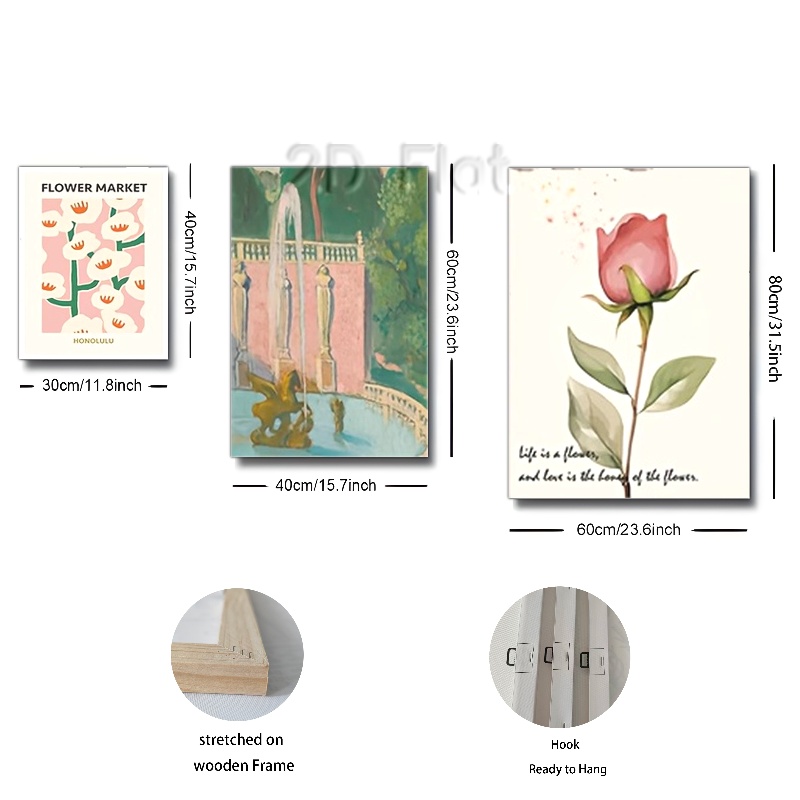 2D Flat
FLOWER MARKET
HONOLULU
40cm/15.7inch
30cm/11.8inch
60cm/23.6inch
40cm/15.7inch
Life is a flower,
and love is the honey of the flower.
80cm/31.5inch
60cm/23.6inch
stretched on
wooden Frame
Hook
Ready to Hang